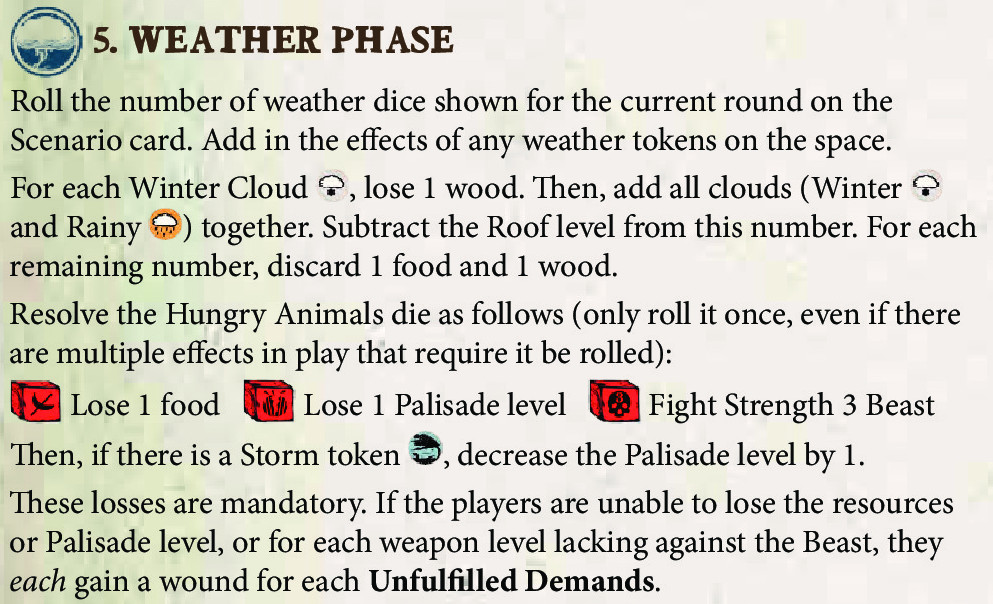 5. WEATHER PHASE
Roll the number of weather dice shown for the current round on the
Scenario card. Add in the effects of any weather tokens on the space.
For each Winter Cloud , lose 1 wood. Then, add all clouds (Winter
and Rainy ) together. Subtract the Roof level from this number. For each
remaining number, discard 1 food and 1 wood.
Resolve the Hungry Animals die as follows (only roll it once, even if there
are multiple effects in play that require it be rolled):
Lose 1 food Lose 1 Palisade level Fight Strength 3 Beast
Then, if there is a Storm token , decrease the Palisade level by 1.
These losses are mandatory. If the players are unable to lose the resources
or Palisade level, or for each weapon level lacking against the Beast, they
each gain a wound for each Unfulfilled Demands.